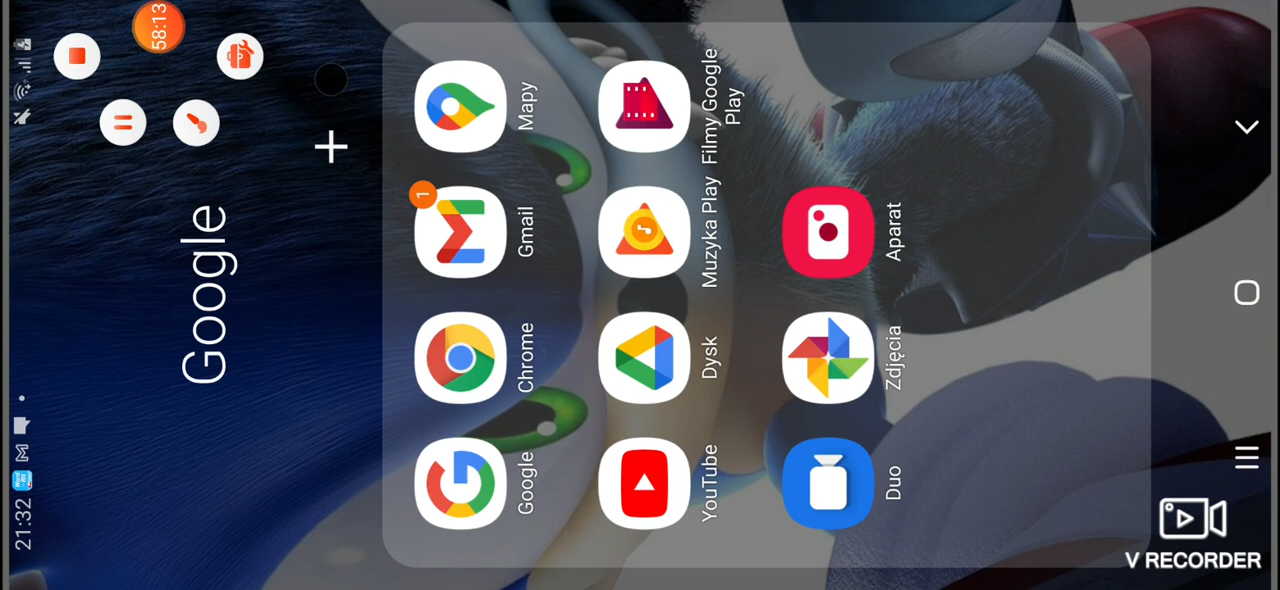 21:32
58:13
Google
Google
Chrome
Gmail
1
Mapy
YouTube
Dysk
Muzyka Play
Filmy Google
Play
Duo
Zdjęcia
Aparat
V RECORDER